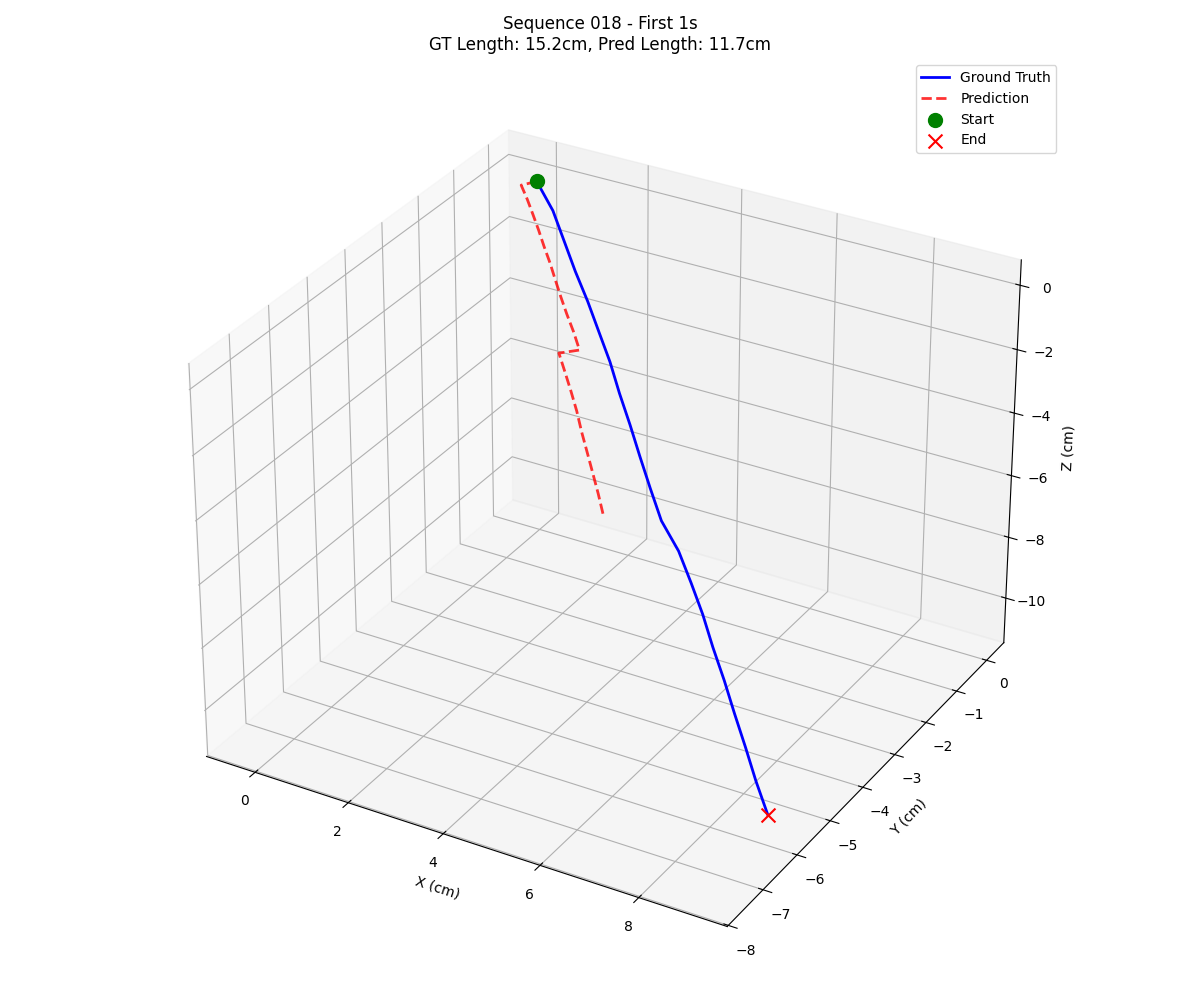 Sequence 018 - First 1s
GT Length: 15.2cm, Pred Length: 11.7cm
Ground Truth
Prediction
Start
End
0
−2
−4
−6
−8
−10
Z (cm)
0
−1
−2
−3
−4
−5
−6
−7
−8
Y (cm)
0
2
4
6
8
X (cm)